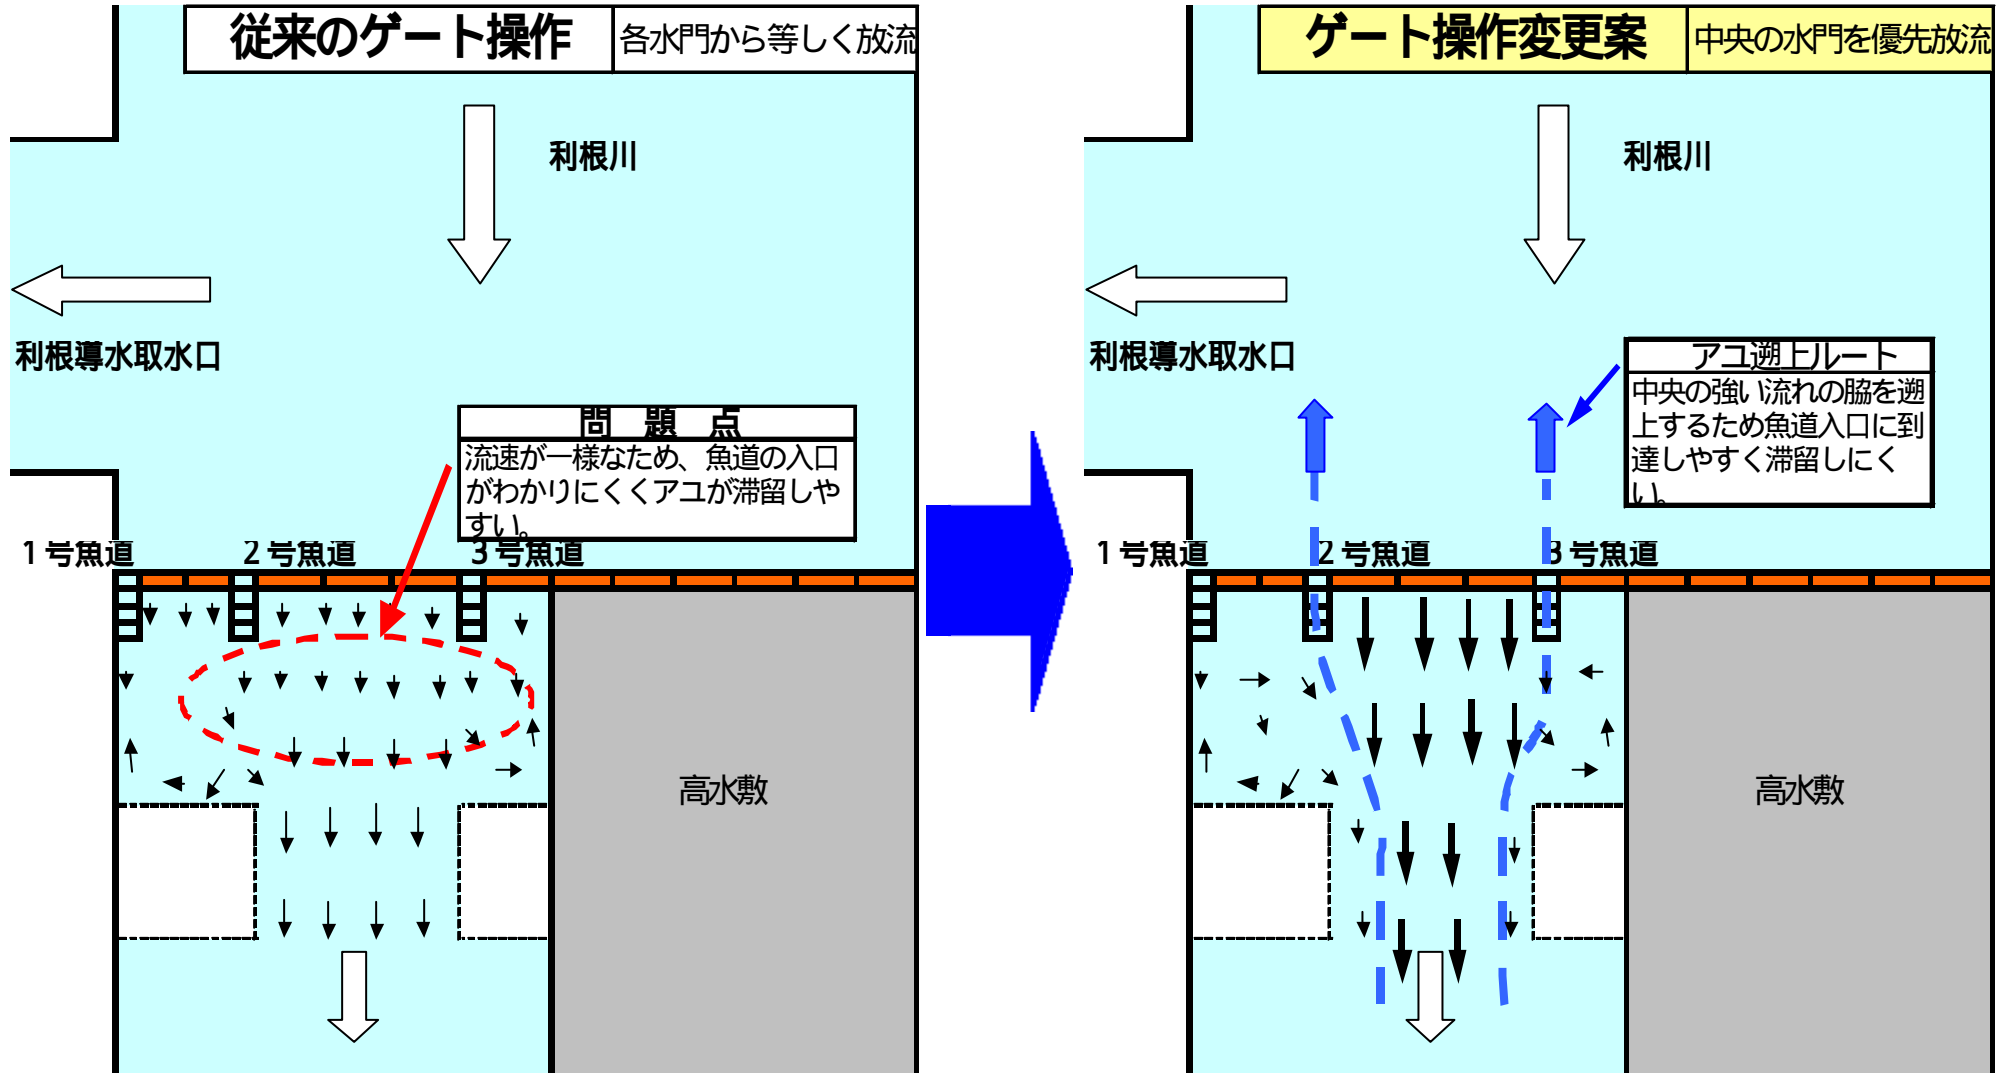 従来のゲート操作
各水門から等しく放流
利根川
利根導水取水口
問 題 点
流速が一様なため、魚道の入口
がわかりにくくアユが滞留しや
すい。
1号魚道
2号魚道
3号魚道
高水敷
ゲート操作変更案
中央の水門を優先放流
利根川
利根導水取水口
アユ遡上ルート
中央の強い流れの脇を遡
上するため魚道入口に到
達しやすく滞留しにく
い。
1号魚道
2号魚道
3号魚道
高水敷